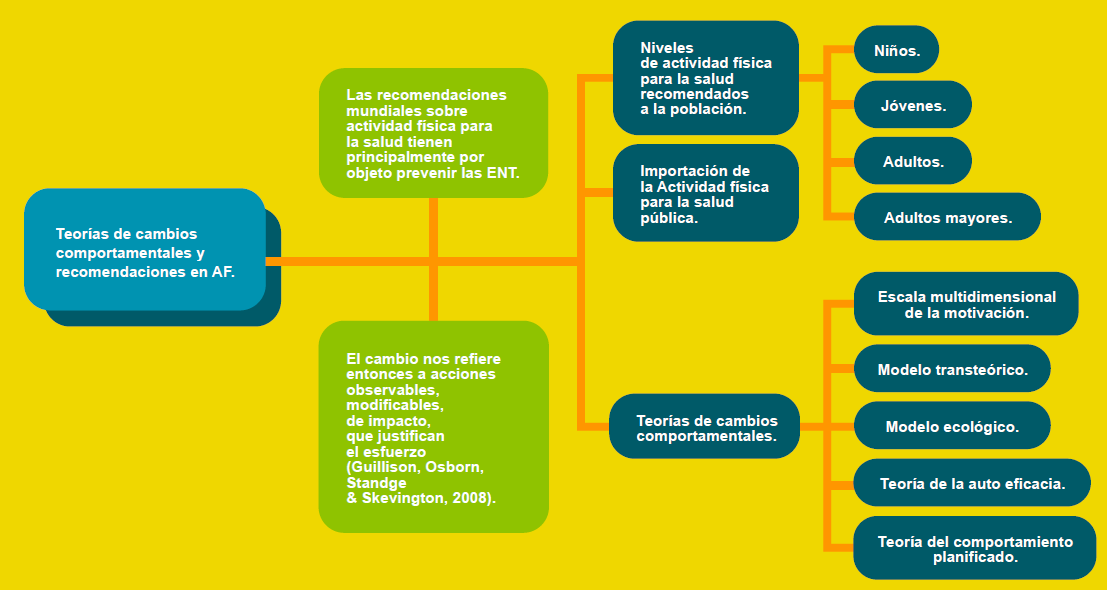 Teorías de cambios
comportamentales y
recomendaciones en AF.
Las recomendaciones
mundiales sobre
actividad física para
la salud tienen
principalmente por
objeto prevenir las ENT.
El cambio nos refiere
entonces a acciones
observables,
modificables,
de impacto,
que justifican
el esfuerzo
(Guillison, Osborn,
Standge
& Skevington, 2008).
Niveles
de actividad física
para la salud
recomendados
a la población.
Niños.
Jóvenes.
Adultos.
Adultos mayores.
Importación de
la Actividad física
para la salud
pública.
Teorías de cambios
comportamentales.
Escala multidimensional
de la motivación.
Modelo transteórico.
Modelo ecológico.
Teoría de la auto eficacia.
Teoría del comportamiento
planificado.